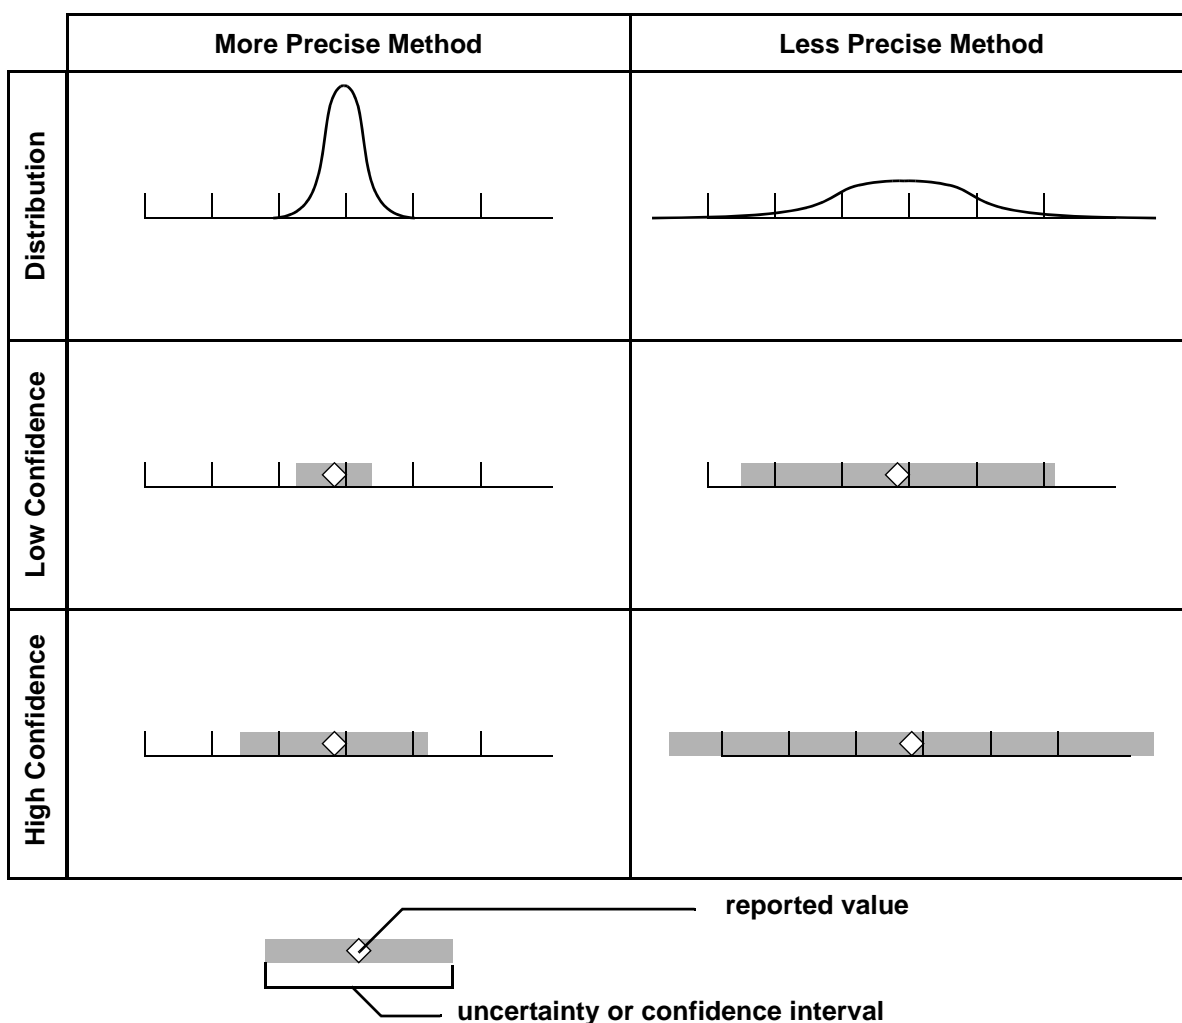 More Precise Method
Less Precise Method
Distribution
Low Confidence
High Confidence
reported value
uncertainty or confidence interval